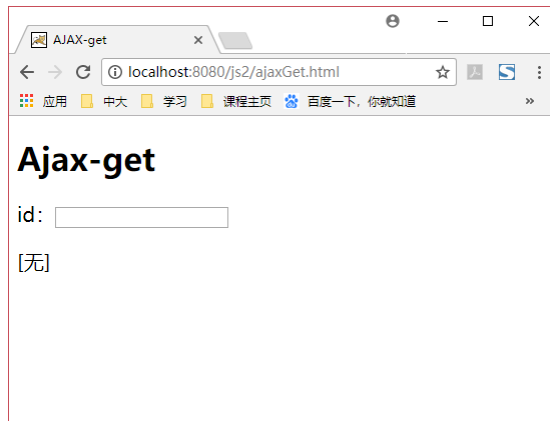 AJAX-get
localhost:8080/js2/ajaxGet.html
应用 中大 学习 课程主页 百度一下，你就知道 »
Ajax-get
id：
[无]